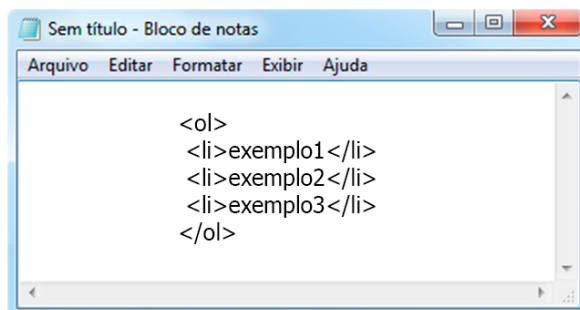 Sem título - Bloco de notas
Arquivo Editar Formatar Exibir Ajuda
<ol>
<li>exemplo1</li>
<li>exemplo2</li>
<li>exemplo3</li>
</ol>